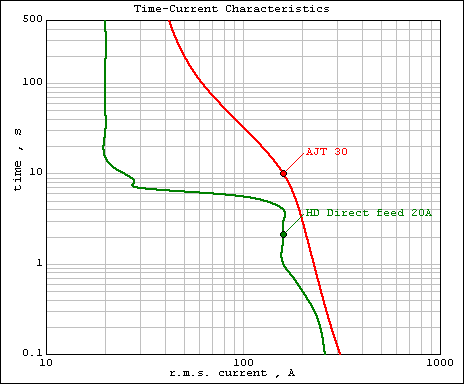 Time-Current Characteristics
500
100
10
1
0.1
time , s
AJT 30
HD Direct feed 20A
10
100
1000
r.m.s. current , A